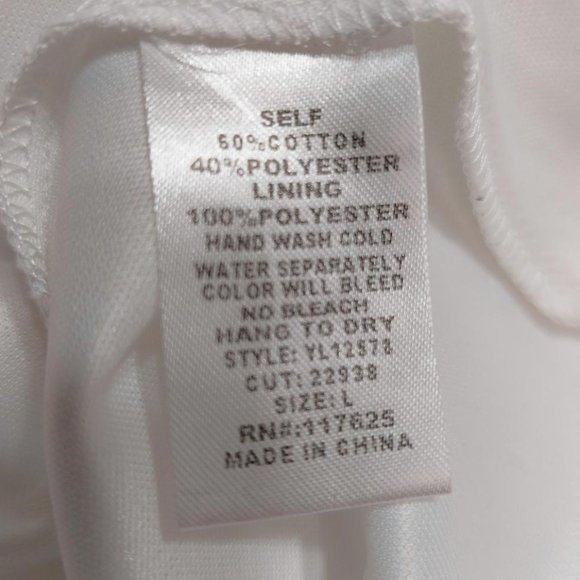 SELF
60%COTTON
40%POLYESTER
LINING
100%POLYESTER
HAND WASH COLD
WATER SEPARATELY
COLOR WILL BLEED
NO BLEACH
HANG TO DRY
STYLE: YL12578
CUT: 22938
SIZE: L
RN#:117625
MADE IN CHINA